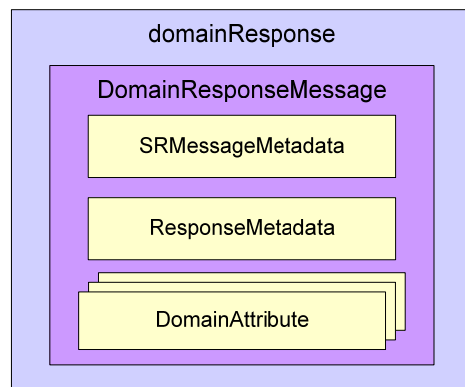 domainResponse
DomainResponseMessage
SRMessageMetadata
ResponseMetadata
DomainAttribute